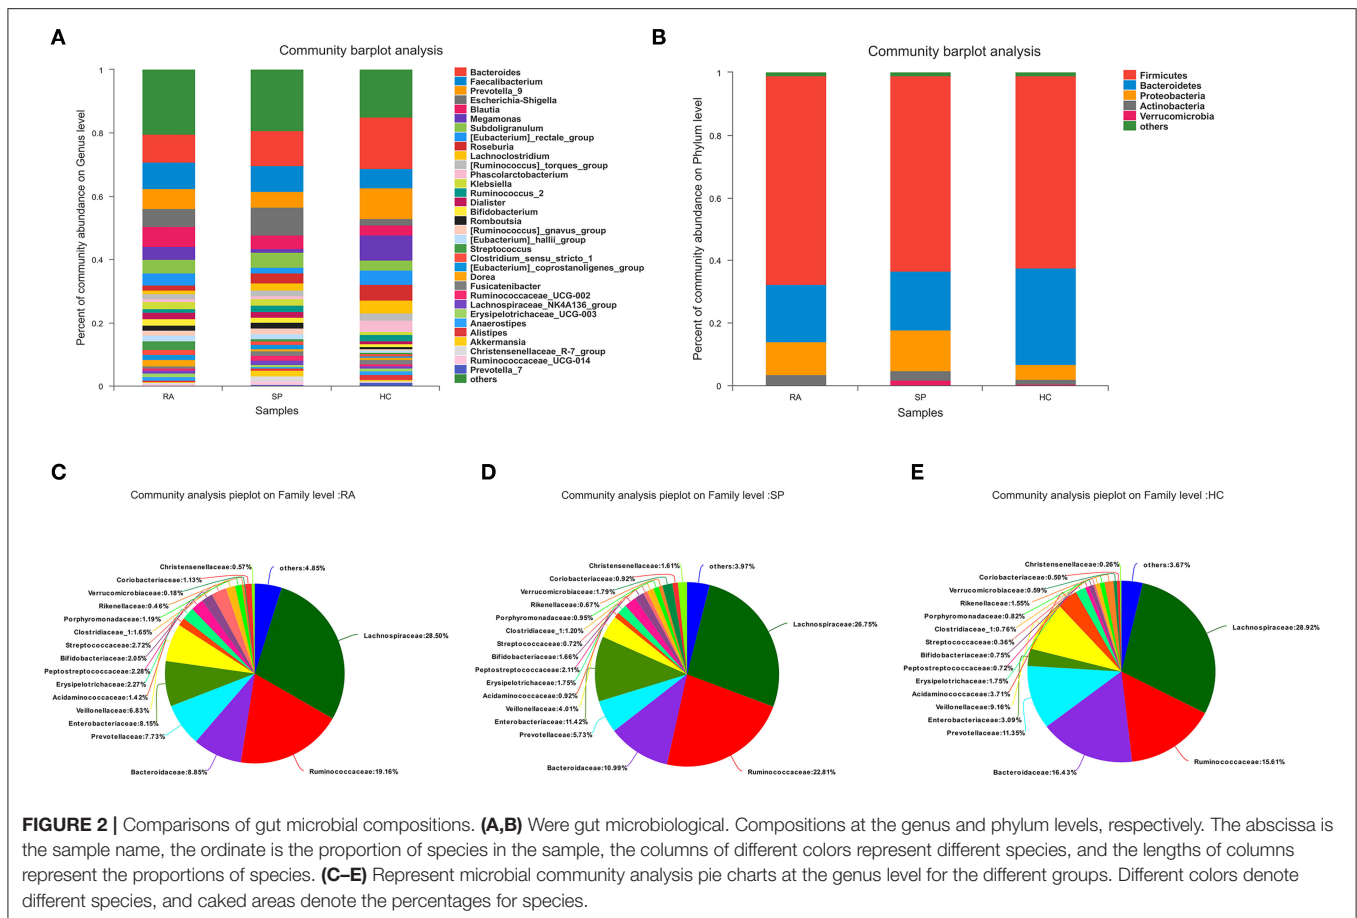 A
Community barplot analysis
Percent of community abundance on Genus level
1
0.8
0.6
0.4
0.2
0
RA
SP
HC
Samples
Bacteroides
Faecalibacterium
Prevotella_9
Escherichia-Shigella
Blautia
Megamonas
Subdoligranulum
[Eubacterium]_rectale_group
Roseburia
Lachnoclostridium
[Ruminococcus]_torques_group
Phascolarctobacterium
Klebsiella
Ruminococcus_2
Dialister
Bifidobacterium
Romboutsia
[Ruminococcus]_gnavus_group
[Eubacterium]_hallii_group
Streptococcus
Clostridium_sensu_stricto_1
[Eubacterium]_coprostanoligenes_group
Dorea
Fusicatenibacter
Ruminococcaceae_UCG-002
Lachnospiraceae_NK4A136_group
Erysipelotrichaceae_UCG-003
Anaerostipes
Alistipes
Akkermansia
Christensenellaceae_R-7_group
Ruminococcaceae_UCG-014
Prevotella_7
others
B
Community barplot analysis
Percent of community abundance on Phylum level
1
0.8
0.6
0.4
0.2
0
RA
SP
HC
Samples
Firmicutes
Bacteroidetes
Proteobacteria
Actinobacteria
Verrucomicrobia
others
C
Community analysis pieplot on Family level :RA
Christensenellaceae:0.57%
Coriobacteriaceae:1.13%
Verrucomicrobiaceae:0.18%
Rikenellaceae:0.46%
Porphyromonadaceae:1.19%
Clostridiaceae_1:1.65%
Streptococcaceae:2.72%
Bifidobacteriaceae:2.05%
Peptostreptococcaceae:2.28%
Erysipelotrichaceae:2.27%
Acidaminococcaceae:1.42%
Veillonellaceae:6.83%
Enterobacteriaceae:8.15%
Prevotellaceae:7.73%
Bacteroidaceae:8.85%
others:4.85%
Lachnospiraceae:28.50%
Ruminococcaceae:19.16%
D
Community analysis pieplot on Family level :SP
Christensenellaceae:1.61%
Coriobacteriaceae:0.92%
Verrucomicrobiaceae:1.79%
Rikenellaceae:0.67%
Porphyromonadaceae:0.95%
Clostridiaceae_1:1.20%
Streptococcaceae:0.72%
Bifidobacteriaceae:1.66%
Peptostreptococcaceae:2.11%
Erysipelotrichaceae:1.75%
Acidaminococcaceae:0.92%
Veillonellaceae:4.01%
Enterobacteriaceae:11.42%
Prevotellaceae:5.73%
Bacteroidaceae:10.99%
others:3.97%
Lachnospiraceae:26.75%
Ruminococcaceae:22.81%
E
Community analysis pieplot on Family level :HC
Christensenellaceae:0.26%
Coriobacteriaceae:0.50%
Verrucomicrobiaceae:0.59%
Rikenellaceae:1.55%
Porphyromonadaceae:0.82%
Clostridiaceae_1:0.76%
Streptococcaceae:0.36%
Bifidobacteriaceae:0.75%
Peptostreptococcaceae:0.72%
Erysipelotrichaceae:1.75%
Acidaminococcaceae:3.71%
Veillonellaceae:9.16%
Enterobacteriaceae:3.09%
Prevotellaceae:11.35%
Bacteroidaceae:16.43%
others:3.67%
Lachnospiraceae:28.92%
Ruminococcaceae:15.61%
FIGURE 2 | Comparisons of gut microbial compositions. (A,B) Were gut microbiological. Compositions at the genus and phylum levels, respectively. The abscissa is
the sample name, the ordinate is the proportion of species in the sample, the columns of different colors represent different species, and the lengths of columns
represent the proportions of species. (C–E) Represent microbial community analysis pie charts at the genus level for the different groups. Different colors denote
different species, and caked areas denote the percentages for species.